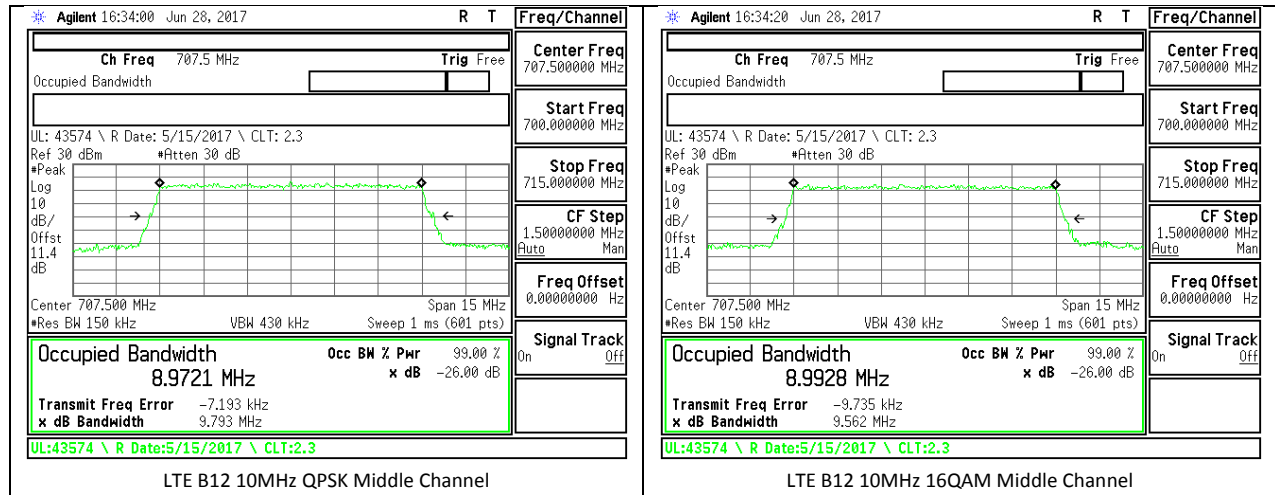 Agilent 16:34:00 Jun 28, 2017 R T
Freq/Channel
Ch Freq 707.5 MHz Trig Free
Occupied Bandwidth
Center Freq
707.500000 MHz
Start Freq
700.000000 MHz
UL: 43574 \ R Date: 5/15/2017 \ CLT: 2.3
Ref 30 dBm #Atten 30 dB
#Peak
Log
10
dB/
Offst
11.4
dB
Stop Freq
715.000000 MHz
CF Step
1.50000000 MHz
Auto Man
Freq Offset
0.00000000 Hz
Center 707.500 MHz Span 15 MHz
#Res BW 150 kHz VBW 430 kHz Sweep 1 ms (601 pts)
Signal Track
On Off
Occupied Bandwidth Occ BW % Pwr 99.00 %
8.9721 MHz x dB -26.00 dB
Transmit Freq Error -7.193 kHz
x dB Bandwidth 9.793 MHz
UL:43574 \ R Date:5/15/2017 \ CLT:2.3
LTE B12 10MHz QPSK Middle Channel
Agilent 16:34:20 Jun 28, 2017 R T
Freq/Channel
Ch Freq 707.5 MHz Trig Free
Occupied Bandwidth
Center Freq
707.500000 MHz
Start Freq
700.000000 MHz
UL: 43574 \ R Date: 5/15/2017 \ CLT: 2.3
Ref 30 dBm #Atten 30 dB
#Peak
Log
10
dB/
Offst
11.4
dB
Stop Freq
715.000000 MHz
CF Step
1.50000000 MHz
Auto Man
Freq Offset
0.00000000 Hz
Center 707.500 MHz Span 15 MHz
#Res BW 150 kHz VBW 430 kHz Sweep 1 ms (601 pts)
Signal Track
On Off
Occupied Bandwidth Occ BW % Pwr 99.00 %
8.9928 MHz x dB -26.00 dB
Transmit Freq Error -9.735 kHz
x dB Bandwidth 9.562 MHz
UL:43574 \ R Date:5/15/2017 \ CLT:2.3
LTE B12 10MHz 16QAM Middle Channel